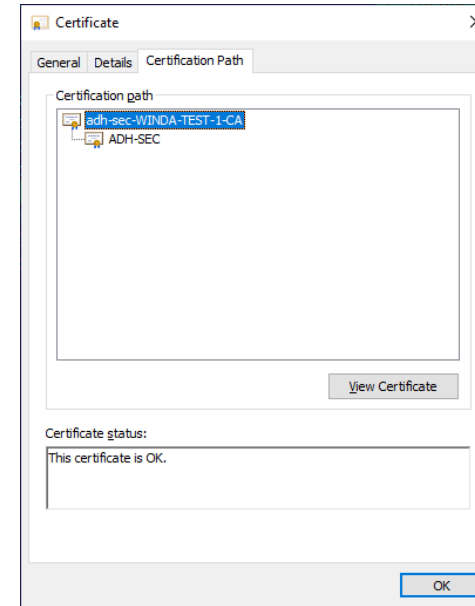 Certificate
General Details Certification Path
Certification path
adh-sec-WINDA-TEST-1-CA
ADH-SEC
View Certificate
Certificate status:
This certificate is OK.
OK